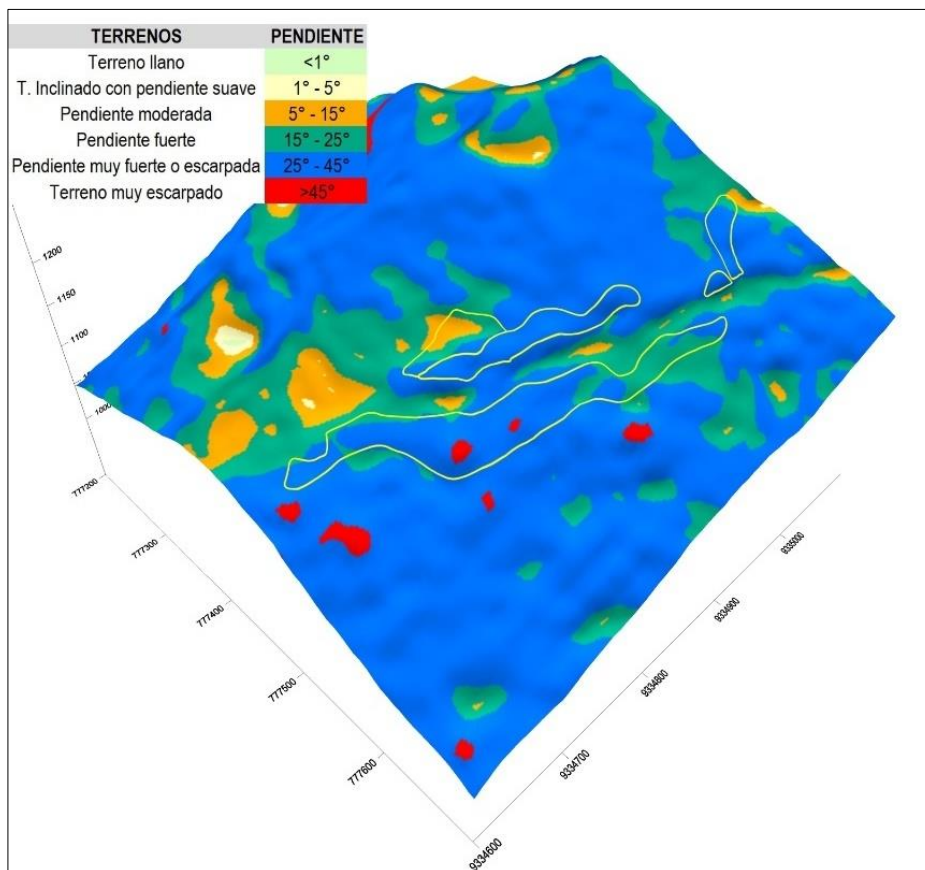 TERRENOS PENDIENTE
Terreno llano <1°
T. Inclinado con pendiente suave 1° - 5°
Pendiente moderada 5° - 15°
Pendiente fuerte 15° - 25°
Pendiente muy fuerte o escarpada 25° - 45°
Terreno muy escarpado >45°
1200
1150
1100
1000
777200
777300
777400
777500
777600
9334600
9334700
9334800
9334900
9335000